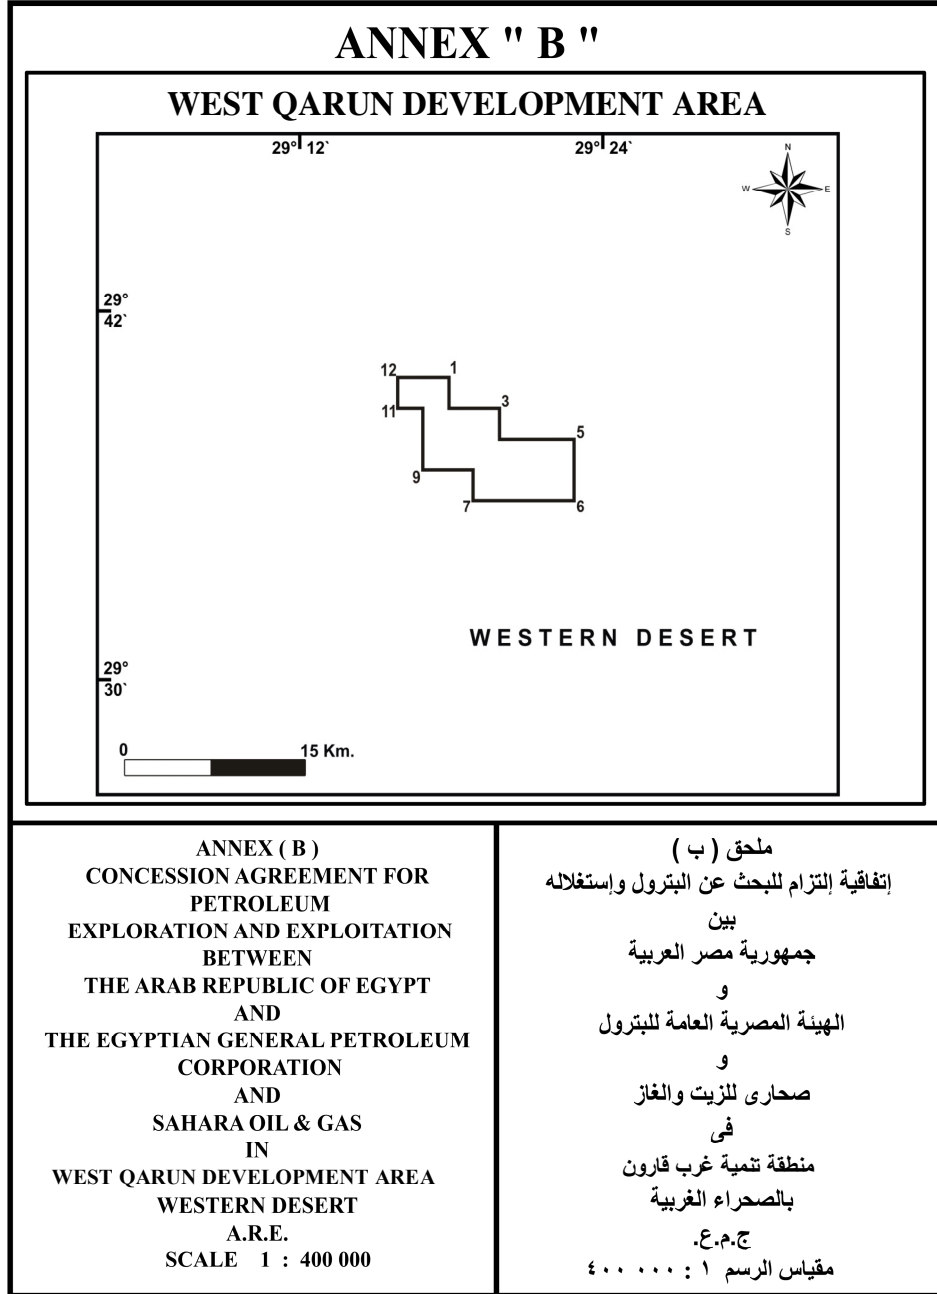 ANNEX " B "
WEST QARUN DEVELOPMENT AREA
29° 12`
29° 24`
N
W
E
S
29°
42`
12
1
11
3
5
9
7
6
WESTERN DESERT
29°
30`
0
15 Km.
ANNEX ( B )
CONCESSION AGREEMENT FOR
PETROLEUM
EXPLORATION AND EXPLOITATION
BETWEEN
THE ARAB REPUBLIC OF EGYPT
AND
THE EGYPTIAN GENERAL PETROLEUM
CORPORATION
AND
SAHARA OIL & GAS
IN
WEST QARUN DEVELOPMENT AREA
WESTERN DESERT
A.R.E.
SCALE 1 : 400 000
ملحق ( ب )
إتفاقية إلتزام للبحث عن البترول وإستغلاله
بين
جمهورية مصر العربية
و
الهيئة المصرية العامة للبترول
و
صحارى للزيت والغاز
فى
منطقة تنمية غرب قارون
بالصحراء الغربية
ج.م.ع.
مقياس الرسم ١ : ٠٠٠ ٤٠٠